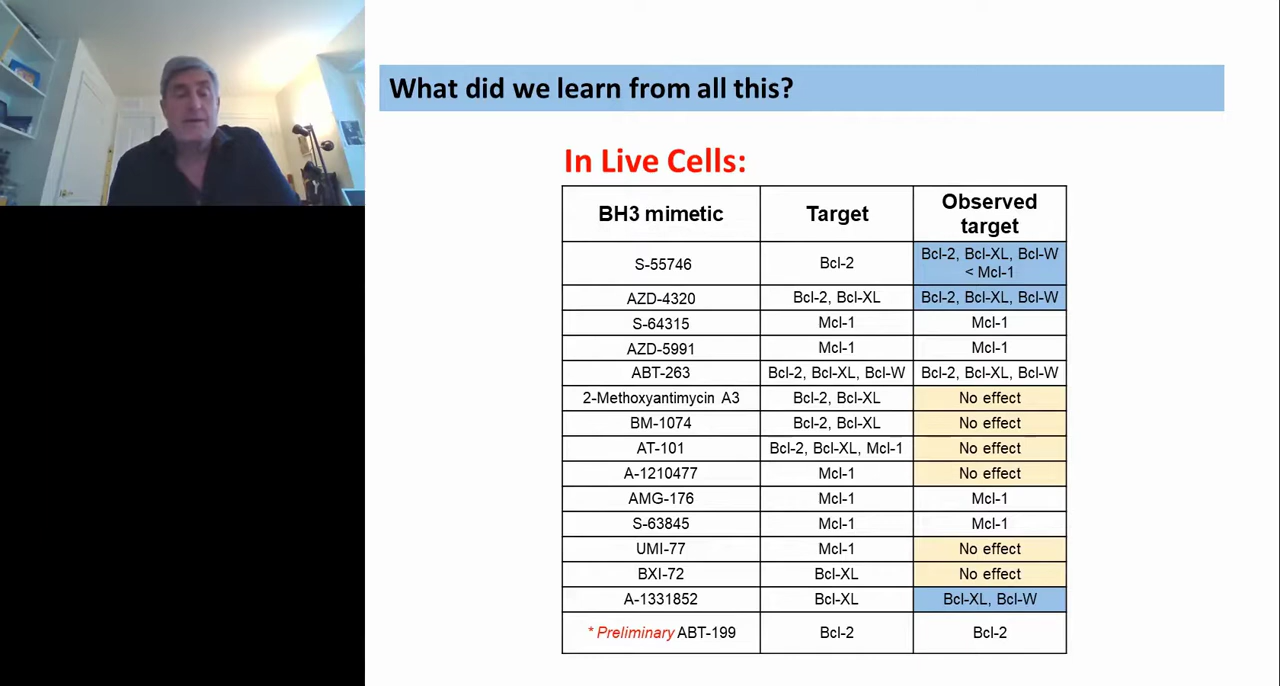 What did we learn from all this?
In Live Cells:
BH3 mimetic Target Observed target
S-55746 Bcl-2 Bcl-2, Bcl-XL, Bcl-W < Mcl-1
AZD-4320 Bcl-2, Bcl-XL Bcl-2, Bcl-XL, Bcl-W
S-64315 Mcl-1 Mcl-1
AZD-5991 Mcl-1 Mcl-1
ABT-263 Bcl-2, Bcl-XL, Bcl-W Bcl-2, Bcl-XL, Bcl-W
2-Methoxyantimycin A3 Bcl-2, Bcl-XL No effect
BM-1074 Bcl-2, Bcl-XL No effect
AT-101 Bcl-2, Bcl-XL, Mcl-1 No effect
A-1210477 Mcl-1 No effect
AMG-176 Mcl-1 Mcl-1
S-63845 Mcl-1 Mcl-1
UMI-77 Mcl-1 No effect
BXI-72 Bcl-XL No effect
A-1331852 Bcl-XL Bcl-XL, Bcl-W
* Preliminary ABT-199 Bcl-2 Bcl-2